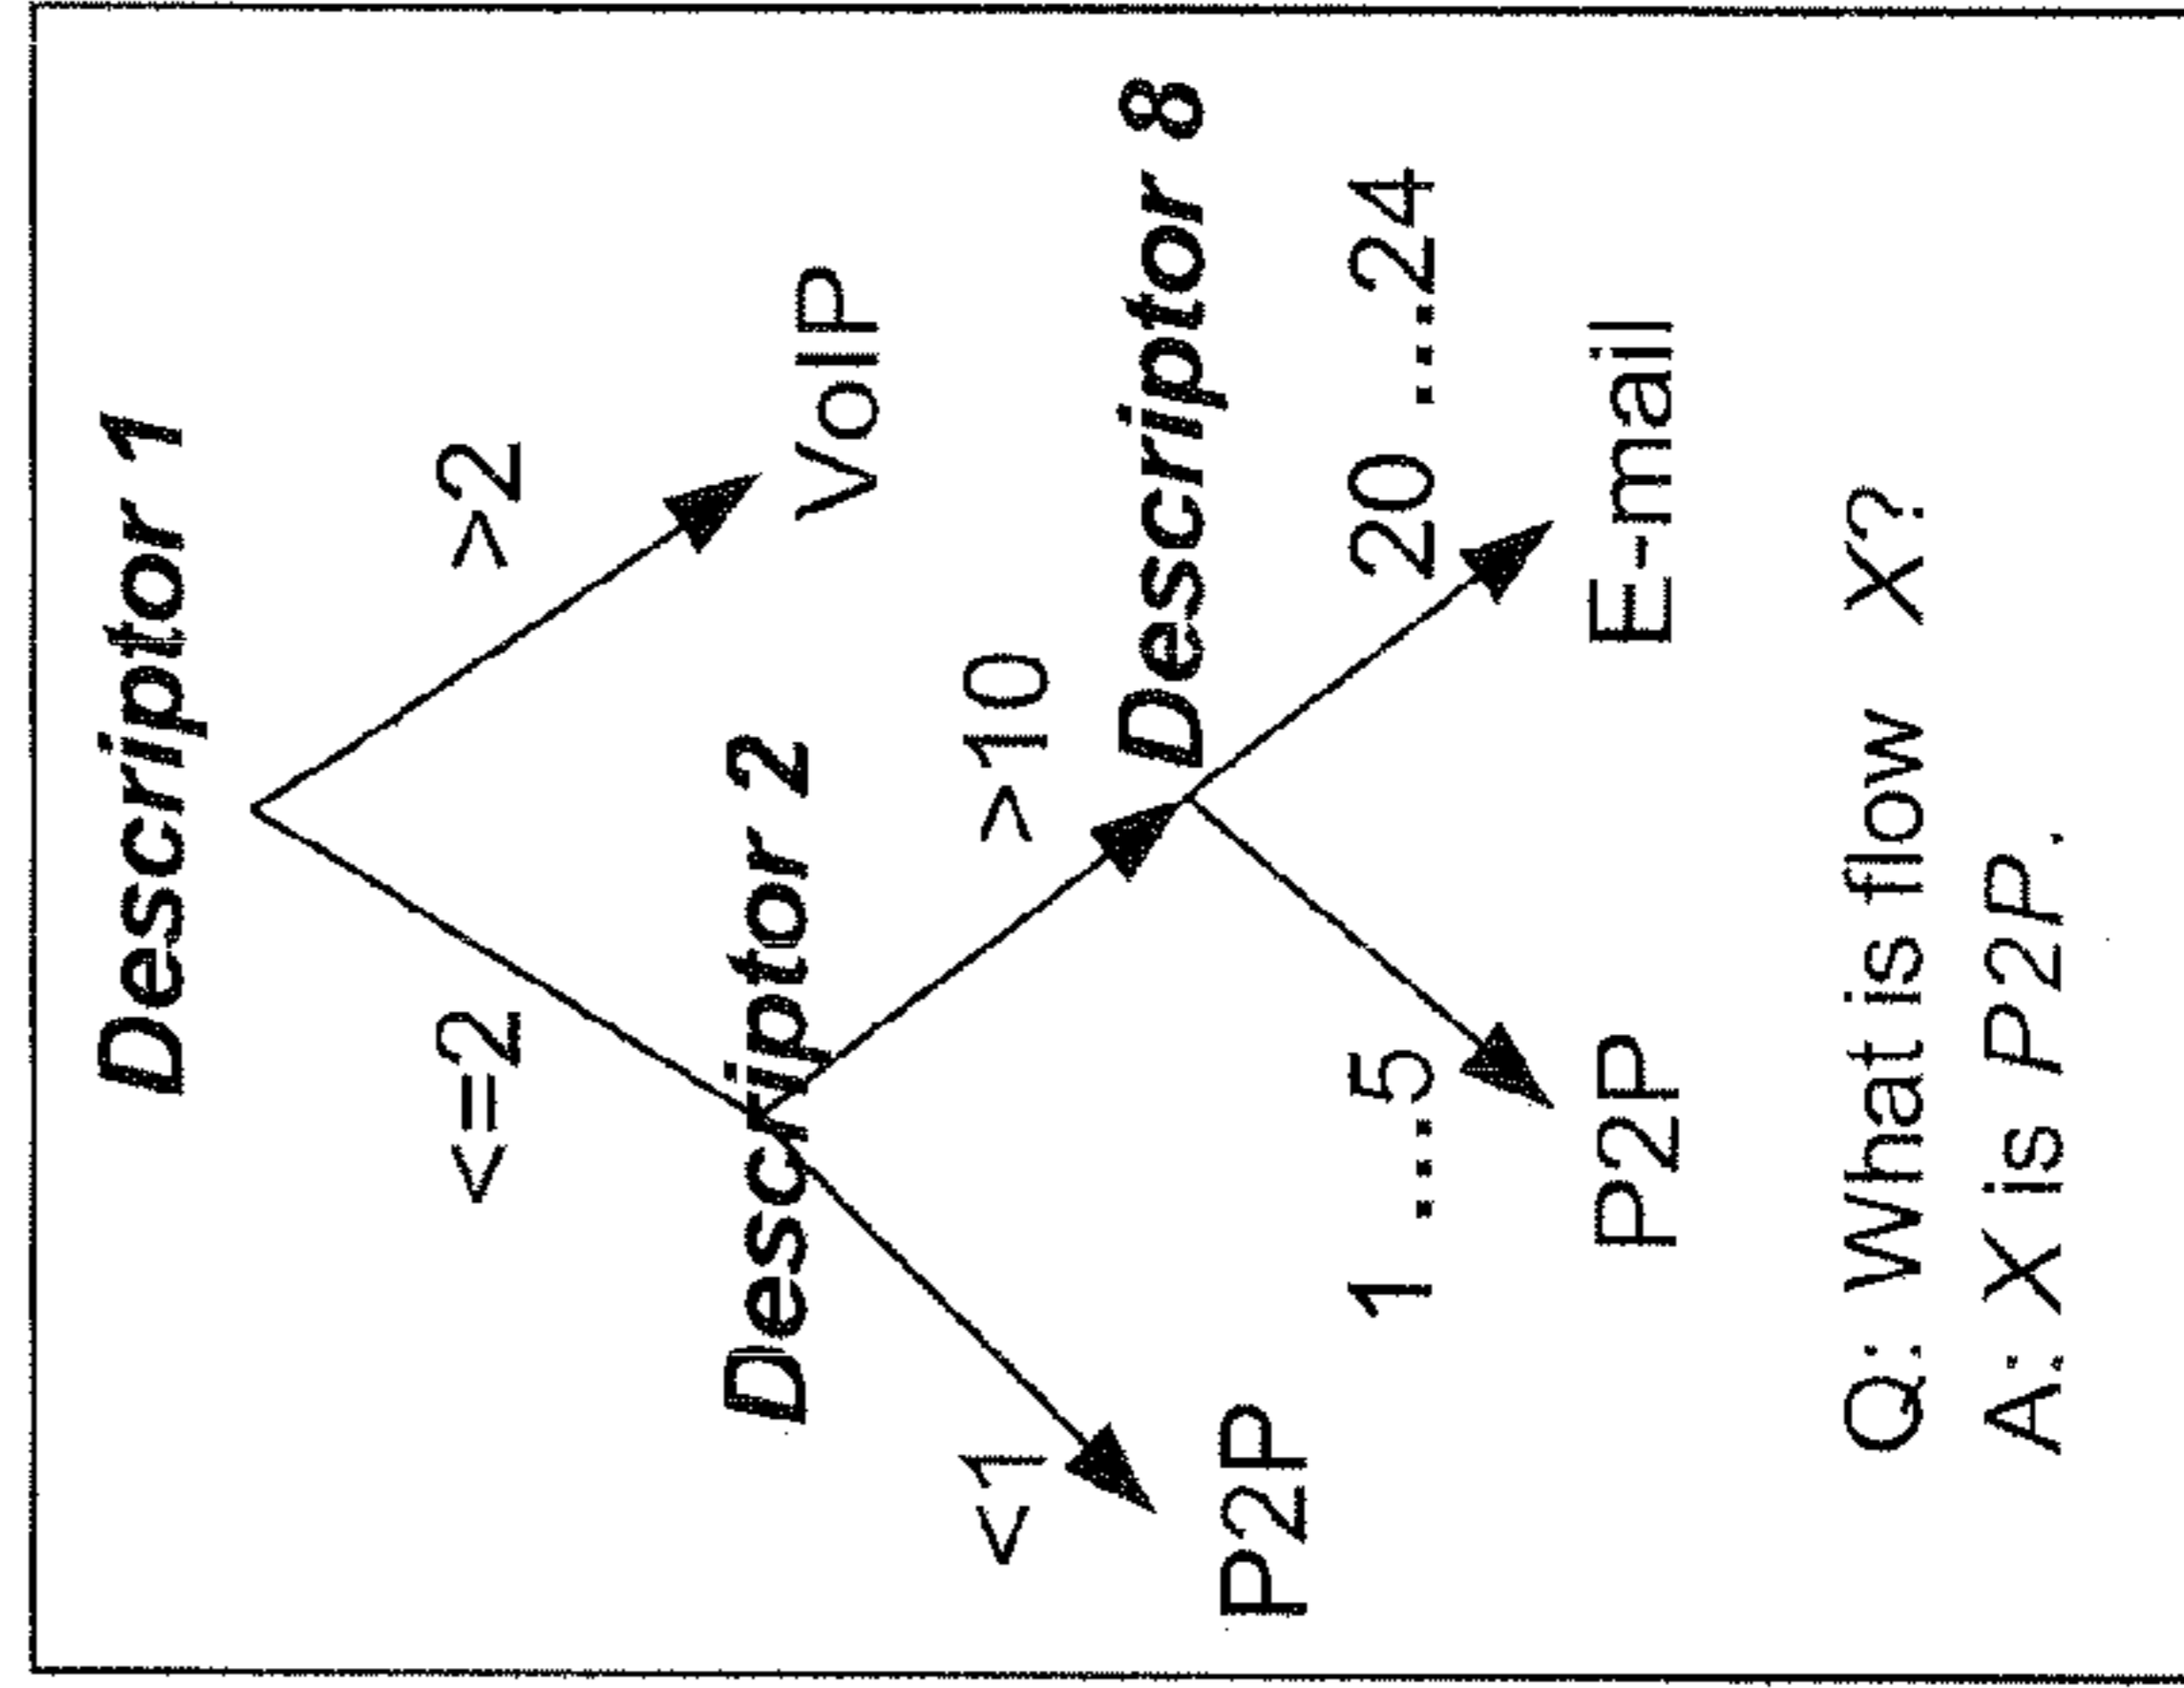 Descriptor 1
<=2 >2
Descriptor 2 VoIP
<1 >10
P2P Descriptor 8
1 ...5 20 ...24
P2P E-mail
Q: What is flow X?
A: X is P2P.